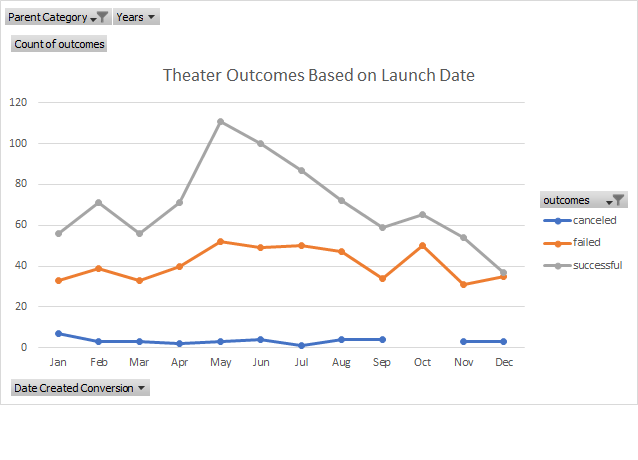 Parent Category Years
Count of outcomes
Theater Outcomes Based on Launch Date
120
100
80
60
40
20
0
Jan Feb Mar Apr May Jun Jul Aug Sep Oct Nov Dec
outcomes
canceled
failed
successful
Date Created Conversion